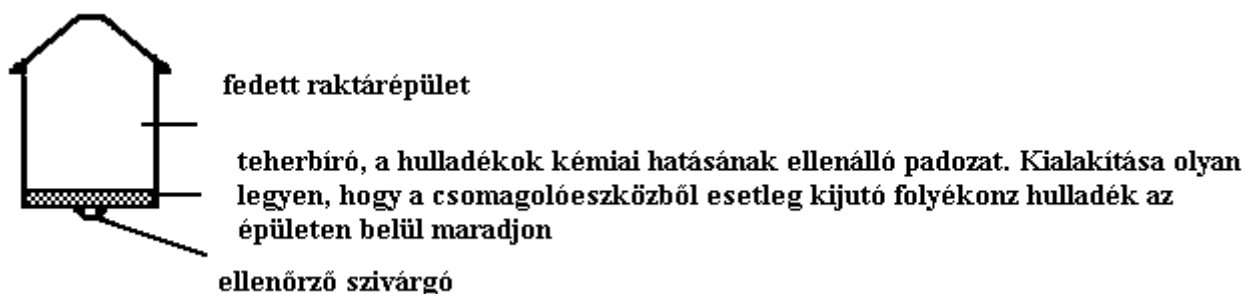 fedett raktárépület
teherbíró, a hulladékok kémiai hatásának ellenálló padozat. Kialakítása olyan
legyen, hogy a csomagolóeszközből esetleg kijutó folyékonz hulladék az
épületen belül maradjon
ellenőrző szivárgó